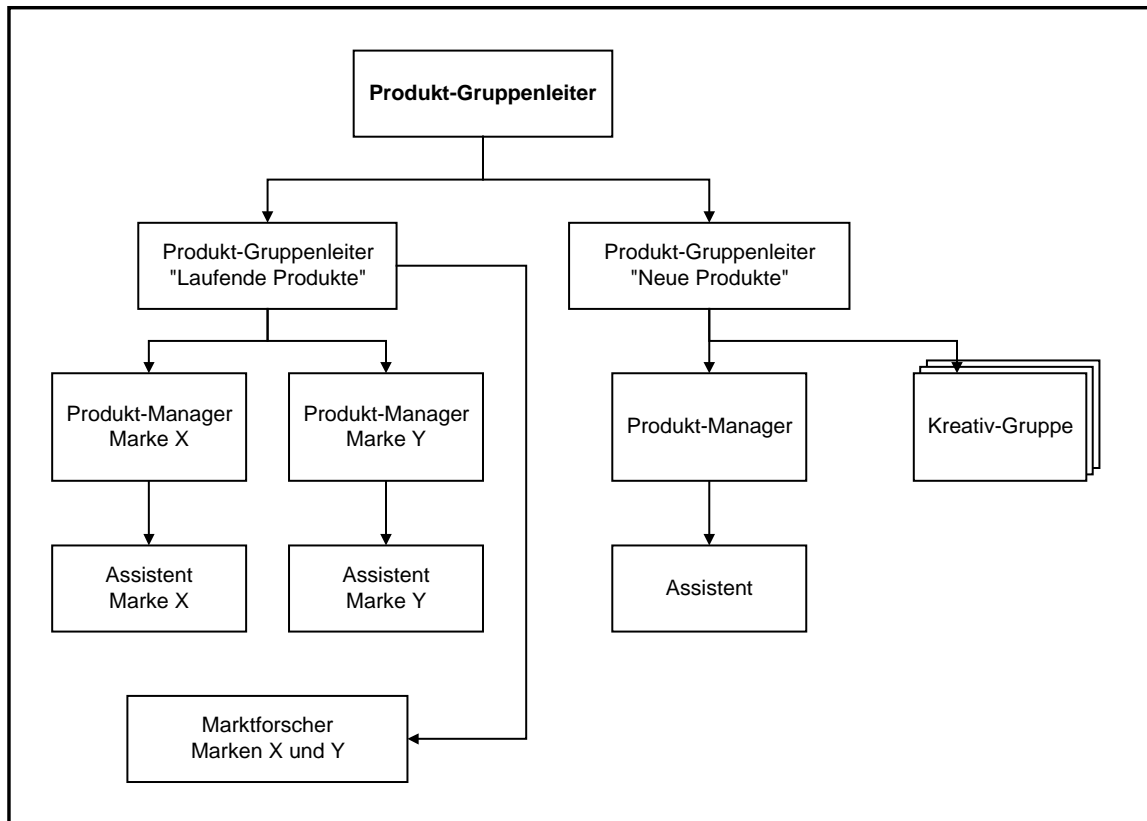 Produkt-Gruppenleiter
Produkt-Gruppenleiter
"Laufende Produkte"
Produkt-Gruppenleiter
"Neue Produkte"
Produkt-Manager
Marke X
Produkt-Manager
Marke Y
Produkt-Manager
Kreativ-Gruppe
Assistent
Marke X
Assistent
Marke Y
Assistent
Marktforscher
Marken X und Y